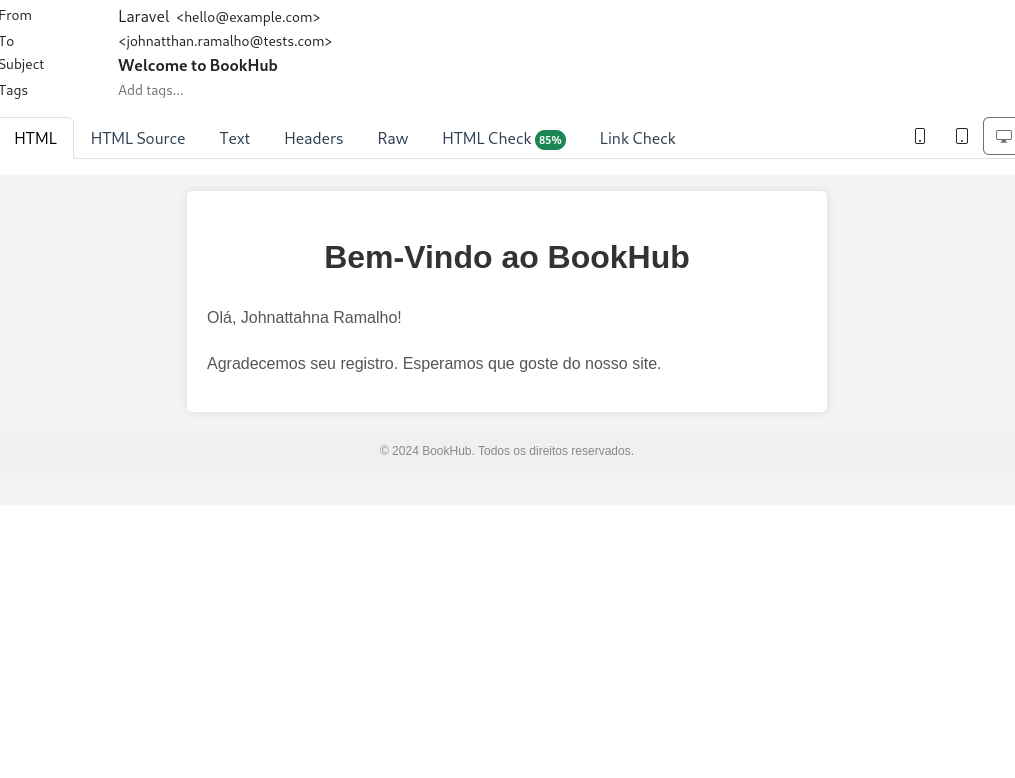 From Laravel <hello@example.com>
To <johnatthan.ramalho@tests.com>
Subject Welcome to BookHub
Tags Add tags...
HTML HTML Source Text Headers Raw HTML Check 85% Link Check
Bem-Vindo ao BookHub
Olá, Johnattahna Ramalho!
Agradecemos seu registro. Esperamos que goste do nosso site.
© 2024 BookHub. Todos os direitos reservados.